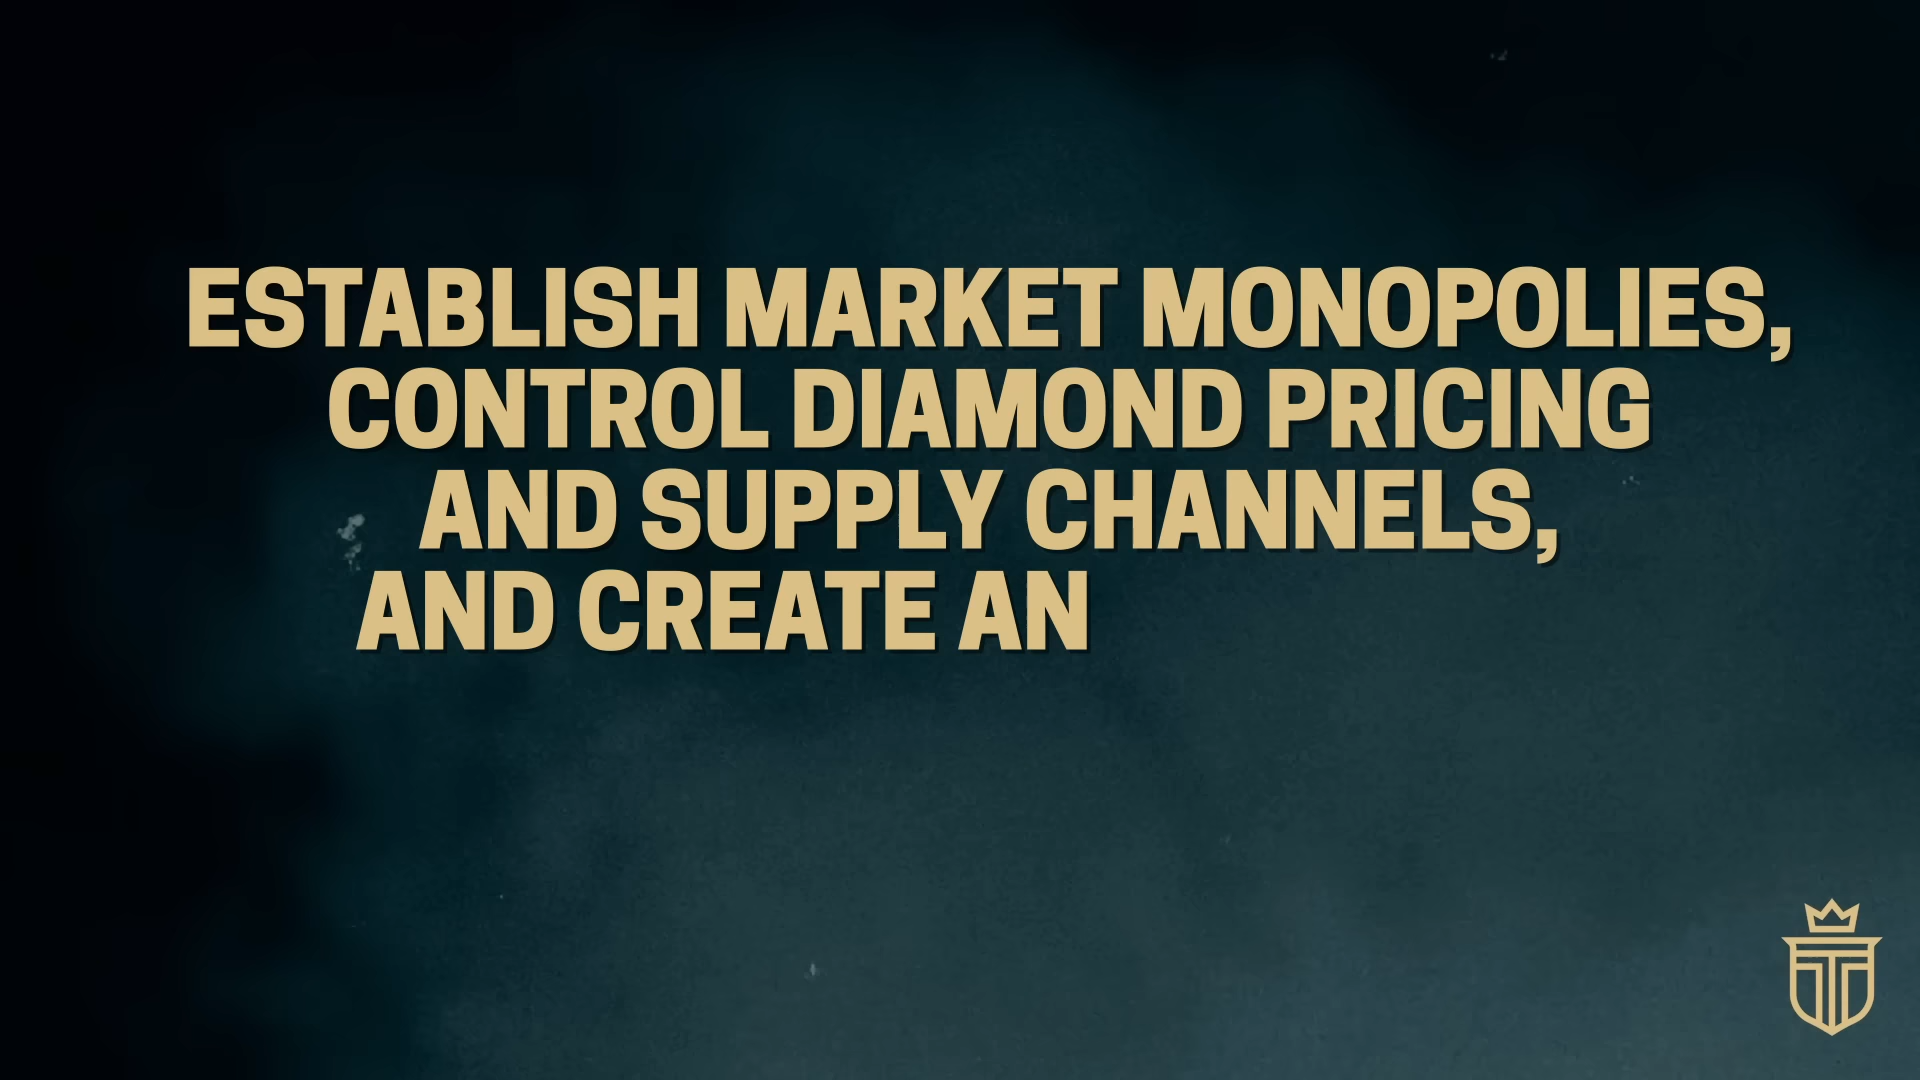 ESTABLISH MARKET MONOPOLIES,
CONTROL DIAMOND PRICING
AND SUPPLY CHANNELS,
AND CREATE AN